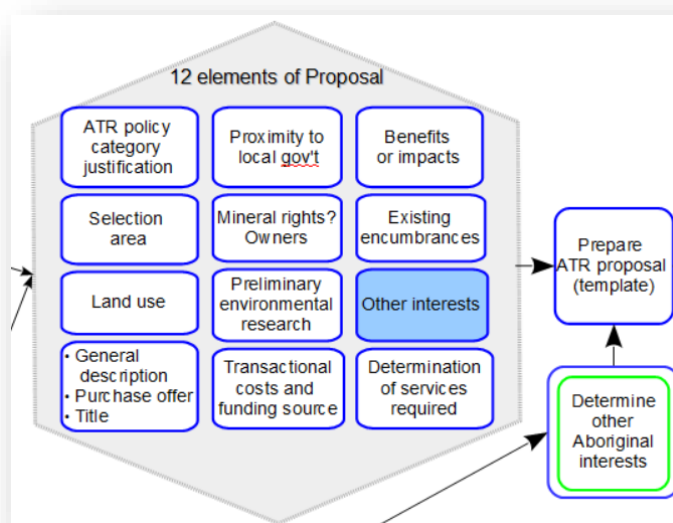 12 elements of Proposal
ATR policy
category
justification
Proximity to
local gov't
Benefits
or impacts
Selection
area
Mineral rights?
Owners
Existing
encumbrances
Land use
Preliminary
environmental
research
Other interests
• General
description
• Purchase offer
• Title
Transactional
costs and
funding source
Determination
of services
required
Prepare
ATR proposal
(template)
Determine
other
Aboriginal
interests